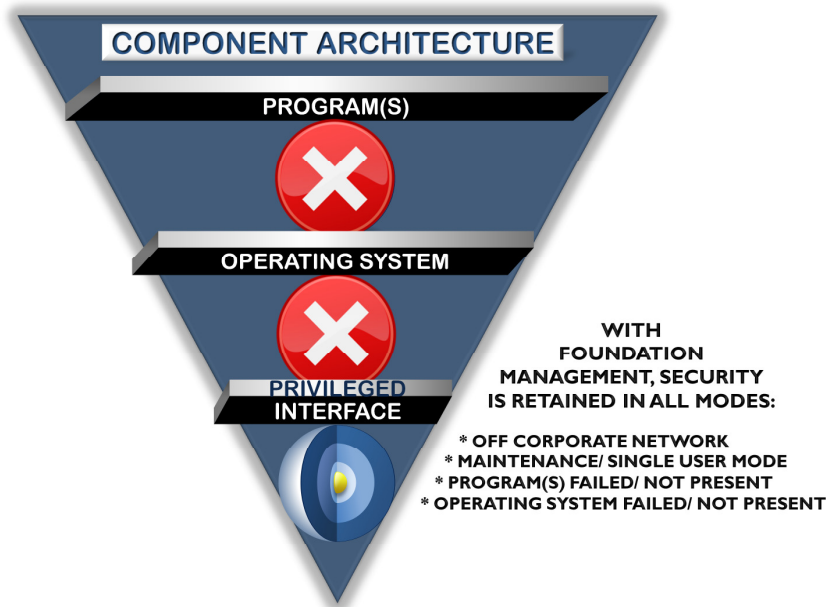 COMPONENT ARCHITECTURE
PROGRAM(S)
OPERATING SYSTEM
PRIVILEGED
INTERFACE
WITH
FOUNDATION
MANAGEMENT, SECURITY
IS RETAINED IN ALL MODES:
* OFF CORPORATE NETWORK
* MAINTENANCE/ SINGLE USER MODE
* PROGRAM(S) FAILED/ NOT PRESENT
* OPERATING SYSTEM FAILED/ NOT PRESENT